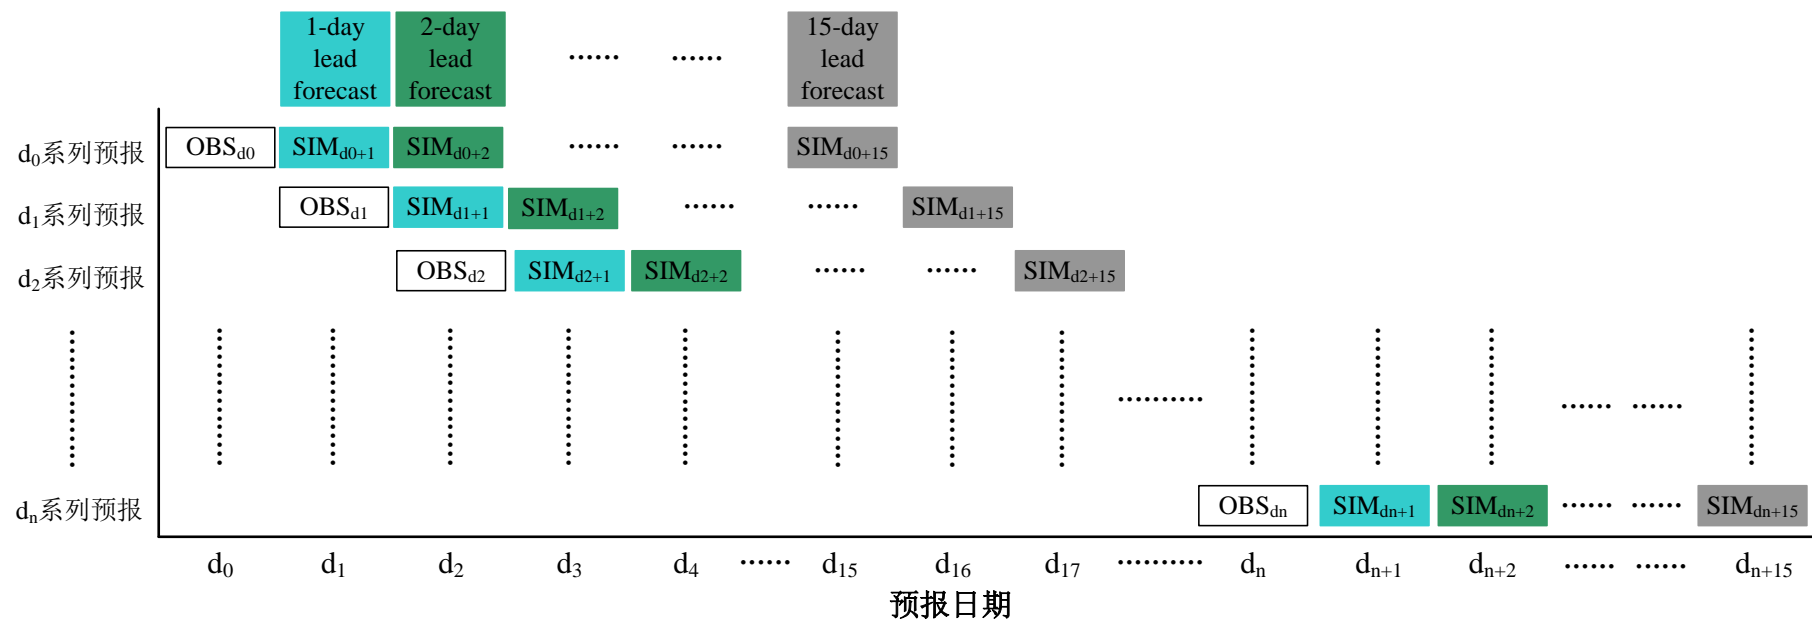 1-day
lead
forecast
2-day
lead
forecast
...... ......
15-day
lead
forecast
d0系列预报 OBSd0 SIMd0+1 SIMd0+2 ...... ...... SIMd0+15
d1系列预报 OBSd1 SIMd1+1 SIMd1+2 ...... ...... SIMd1+15
d2系列预报 OBSd2 SIMd2+1 SIMd2+2 ...... ...... SIMd2+15
dn系列预报 OBSdn SIMdn+1 SIMdn+2 ...... ...... SIMdn+15
d0 d1 d2 d3 d4 ...... d15 d16 d17 .......... dn dn+1 dn+2 ...... ...... dn+15
预报日期